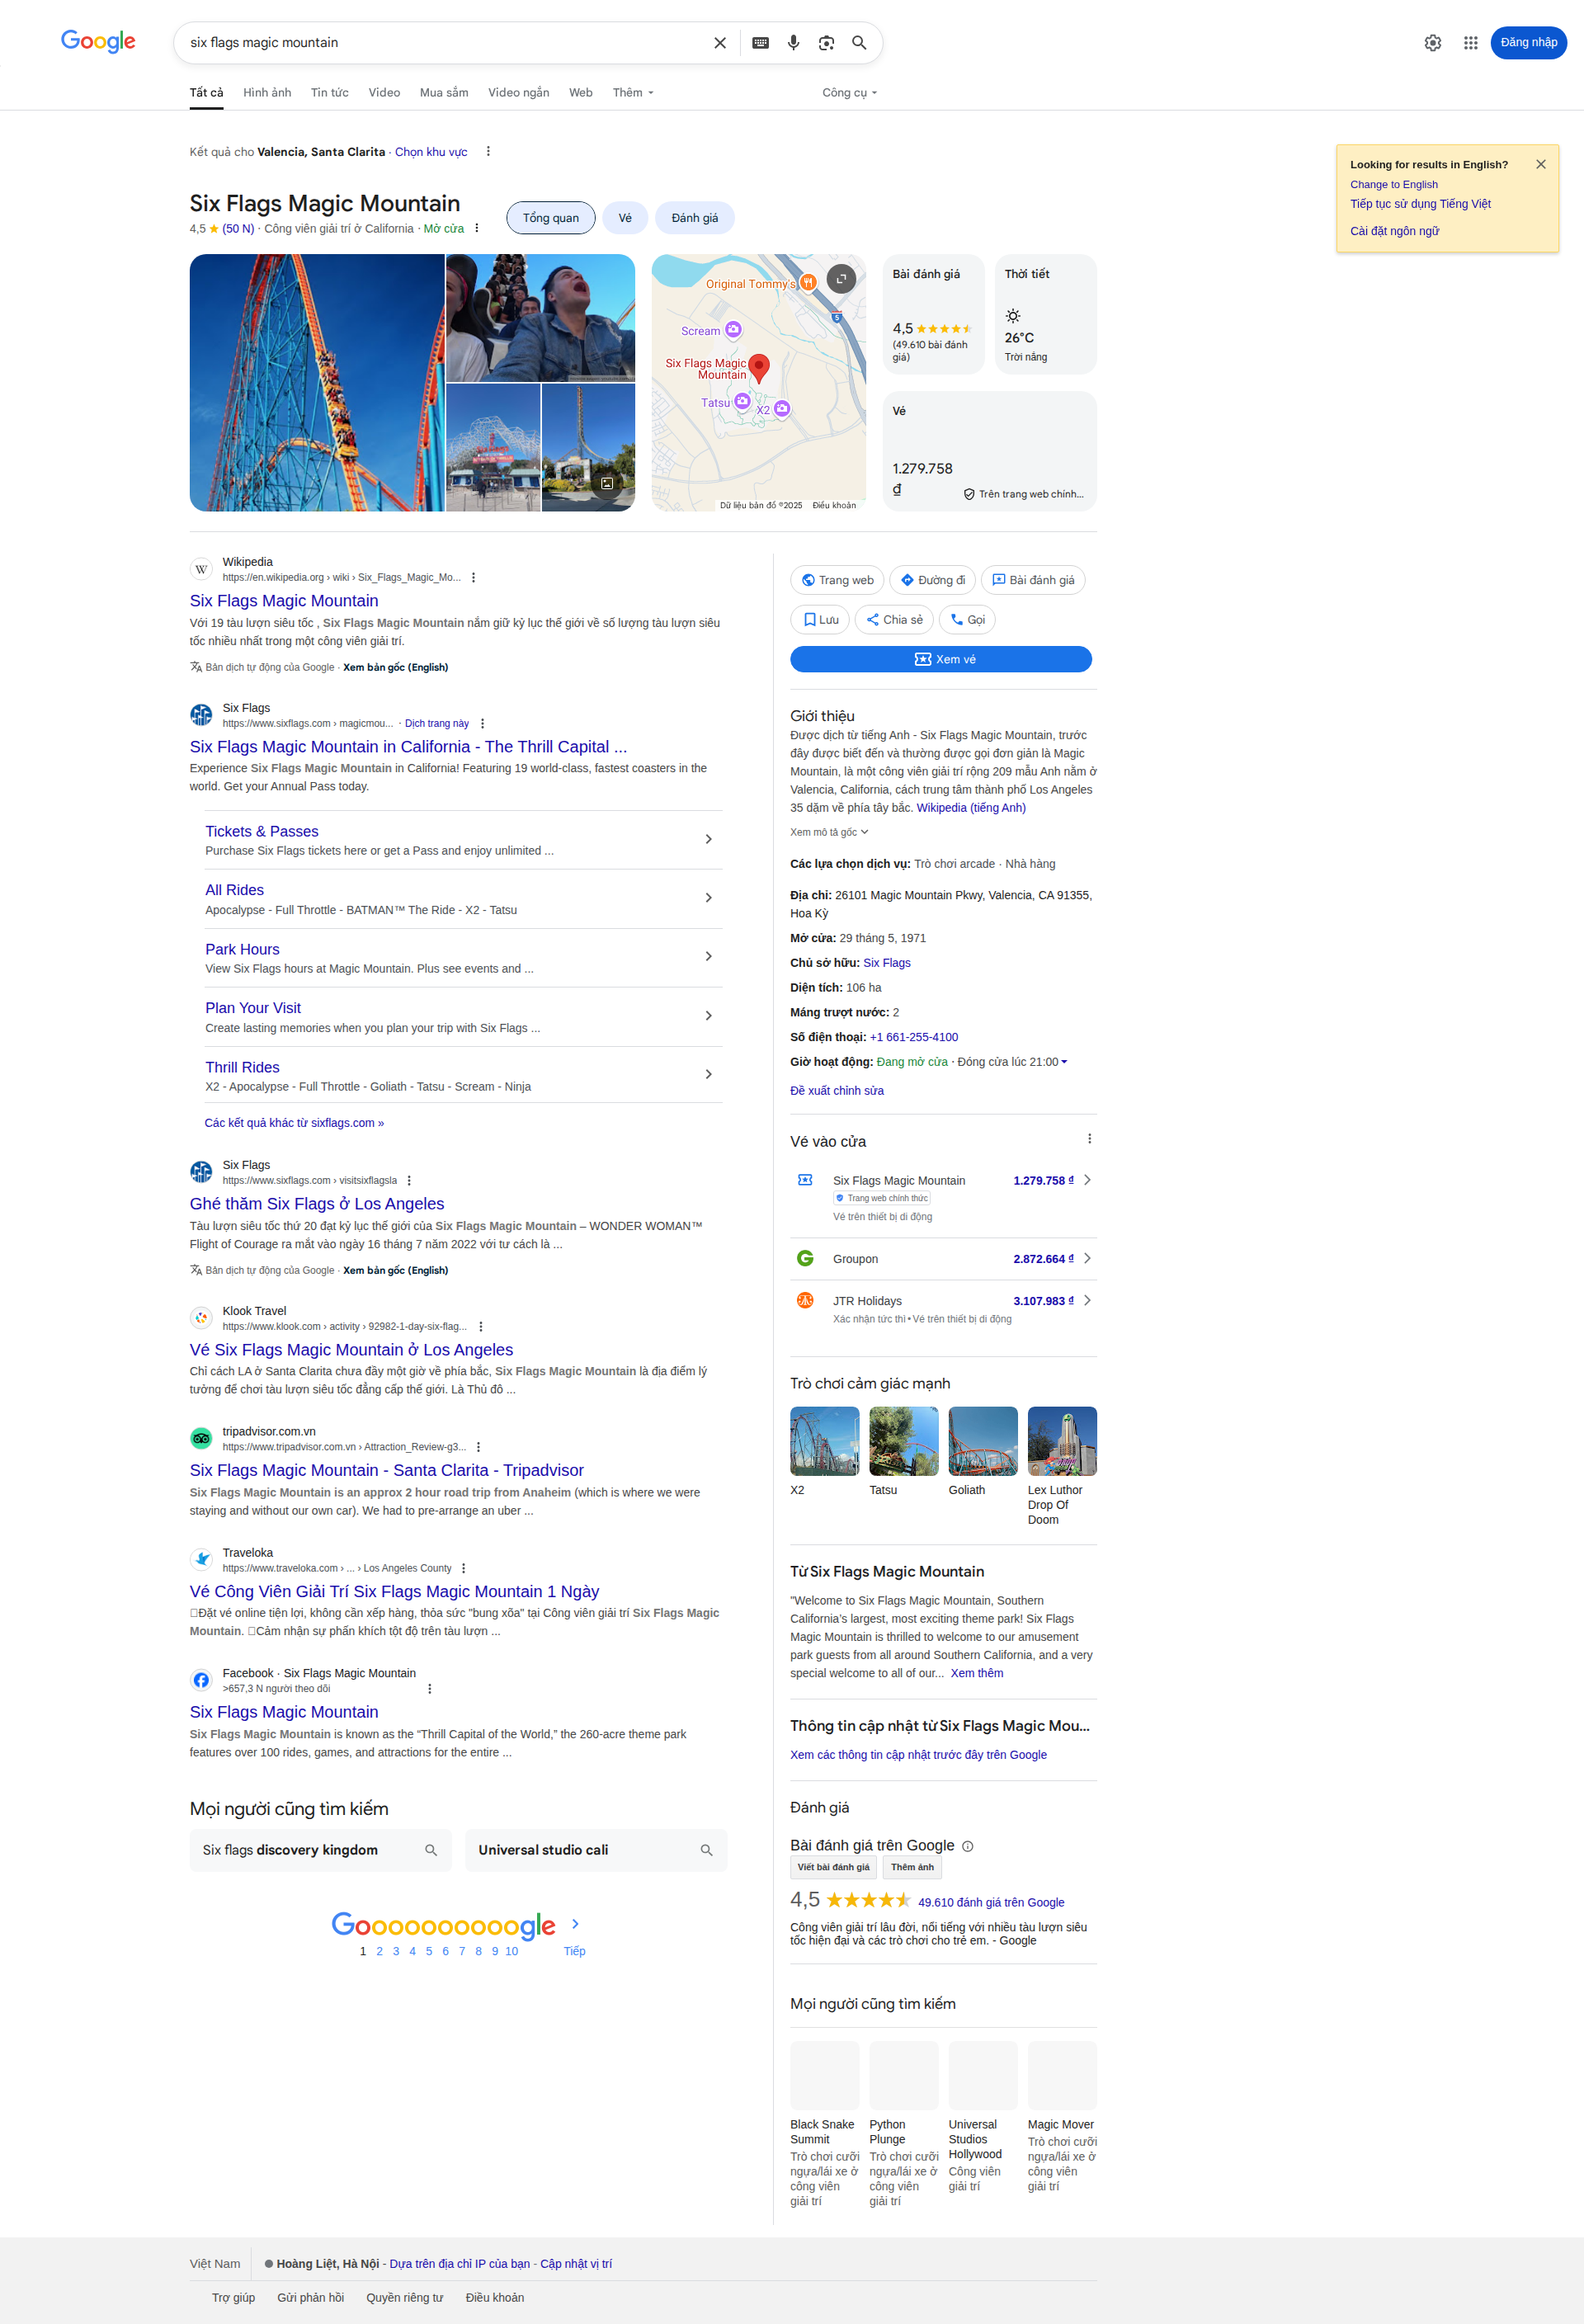 Google
six flags magic mountain
Đăng nhập
Tất cả
Hình ảnh
Tin tức
Video
Mua sắm
Video ngắn
Web
Thêm
Công cụ
Kết quả cho Valencia, Santa Clarita · Chọn khu vực
Looking for results in English?
Change to English
Tiếp tục sử dụng Tiếng Việt
Cài đặt ngôn ngữ
Six Flags Magic Mountain
4,5 (50 N) · Công viên giải trí ở California · Mở cửa
Tổng quan
Vé
Đánh giá
Original Tommy's
5
Scream
Six Flags Magic
Mountain
Tatsu
X2
Dữ liệu bản đồ ©2025
Điều khoản
Bài đánh giá
4,5
(49.610 bài đánh
giá)
Thời tiết
26°C
Trời nắng
Vé
1.279.758
₫
Trên trang web chính...
Wikipedia
https://en.wikipedia.org › wiki › Six_Flags_Magic_Mo...
Six Flags Magic Mountain
Với 19 tàu lượn siêu tốc , Six Flags Magic Mountain nắm giữ kỷ lục thế giới về số lượng tàu lượn siêu
tốc nhiều nhất trong một công viên giải trí.
Bản dịch tự động của Google · Xem bản gốc (English)
Six Flags
https://www.sixflags.com › magicmou... · Dịch trang này
Six Flags Magic Mountain in California - The Thrill Capital ...
Experience Six Flags Magic Mountain in California! Featuring 19 world-class, fastest coasters in the
world. Get your Annual Pass today.
Tickets & Passes
Purchase Six Flags tickets here or get a Pass and enjoy unlimited ...
All Rides
Apocalypse - Full Throttle - BATMAN™ The Ride - X2 - Tatsu
Park Hours
View Six Flags hours at Magic Mountain. Plus see events and ...
Plan Your Visit
Create lasting memories when you plan your trip with Six Flags ...
Thrill Rides
X2 - Apocalypse - Full Throttle - Goliath - Tatsu - Scream - Ninja
Các kết quả khác từ sixflags.com »
Six Flags
https://www.sixflags.com › visitsixflagsla
Ghé thăm Six Flags ở Los Angeles
Tàu lượn siêu tốc thứ 20 đạt kỷ lục thế giới của Six Flags Magic Mountain – WONDER WOMAN™
Flight of Courage ra mắt vào ngày 16 tháng 7 năm 2022 với tư cách là ...
Bản dịch tự động của Google · Xem bản gốc (English)
Klook Travel
https://www.klook.com › activity › 92982-1-day-six-flag...
Vé Six Flags Magic Mountain ở Los Angeles
Chỉ cách LA ở Santa Clarita chưa đầy một giờ về phía bắc, Six Flags Magic Mountain là địa điểm lý
tưởng để chơi tàu lượn siêu tốc đẳng cấp thế giới. Là Thủ đô ...
tripadvisor.com.vn
https://www.tripadvisor.com.vn › Attraction_Review-g3...
Six Flags Magic Mountain - Santa Clarita - Tripadvisor
Six Flags Magic Mountain is an approx 2 hour road trip from Anaheim (which is where we were
staying and without our own car). We had to pre-arrange an uber ...
Traveloka
https://www.traveloka.com › ... › Los Angeles County
Vé Công Viên Giải Trí Six Flags Magic Mountain 1 Ngày
Đặt vé online tiện lợi, không cần xếp hàng, thỏa sức "bung xõa" tại Công viên giải trí Six Flags Magic
Mountain. Cảm nhận sự phấn khích tột độ trên tàu lượn ...
Facebook · Six Flags Magic Mountain
>657,3 N người theo dõi
Six Flags Magic Mountain
Six Flags Magic Mountain is known as the “Thrill Capital of the World,” the 260-acre theme park
features over 100 rides, games, and attractions for the entire ...
Mọi người cũng tìm kiếm
Six flags discovery kingdom
Universal studio cali
Goooooooooogle
1 2 3 4 5 6 7 8 9 10 Tiếp
Trang web
Đường đi
Bài đánh giá
Lưu
Chia sẻ
Gọi
Xem vé
Giới thiệu
Được dịch từ tiếng Anh - Six Flags Magic Mountain, trước
đây được biết đến và thường được gọi đơn giản là Magic
Mountain, là một công viên giải trí rộng 209 mẫu Anh nằm ở
Valencia, California, cách trung tâm thành phố Los Angeles
35 dặm về phía tây bắc. Wikipedia (tiếng Anh)
Xem mô tả gốc
Các lựa chọn dịch vụ: Trò chơi arcade · Nhà hàng
Địa chỉ: 26101 Magic Mountain Pkwy, Valencia, CA 91355,
Hoa Kỳ
Mở cửa: 29 tháng 5, 1971
Chủ sở hữu: Six Flags
Diện tích: 106 ha
Máng trượt nước: 2
Số điện thoại: +1 661-255-4100
Giờ hoạt động: Đang mở cửa · Đóng cửa lúc 21:00
Đề xuất chỉnh sửa
Vé vào cửa
Six Flags Magic Mountain
1.279.758 ₫
Trang web chính thức
Vé trên thiết bị di động
Groupon
2.872.664 ₫
JTR Holidays
3.107.983 ₫
Xác nhận tức thì • Vé trên thiết bị di động
Trò chơi cảm giác mạnh
X2
Tatsu
Goliath
Lex Luthor
Drop Of
Doom
Từ Six Flags Magic Mountain
"Welcome to Six Flags Magic Mountain, Southern
California's largest, most exciting theme park! Six Flags
Magic Mountain is thrilled to welcome to our amusement
park guests from all around Southern California, and a very
special welcome to all of our... Xem thêm
Thông tin cập nhật từ Six Flags Magic Mou...
Xem các thông tin cập nhật trước đây trên Google
Đánh giá
Bài đánh giá trên Google
Viết bài đánh giá
Thêm ảnh
4,5
49.610 đánh giá trên Google
Công viên giải trí lâu đời, nổi tiếng với nhiều tàu lượn siêu
tốc hiện đại và các trò chơi cho trẻ em. - Google
Mọi người cũng tìm kiếm
Black Snake
Summit
Trò chơi cưỡi
ngựa/lái xe ở
công viên
giải trí
Python
Plunge
Trò chơi cưỡi
ngựa/lái xe ở
công viên
giải trí
Universal
Studios
Hollywood
Công viên
giải trí
Magic Mover
Trò chơi cưỡi
ngựa/lái xe ở
công viên
giải trí
Việt Nam
Hoàng Liệt, Hà Nội - Dựa trên địa chỉ IP của bạn - Cập nhật vị trí
Trợ giúp
Gửi phản hồi
Quyền riêng tư
Điều khoản